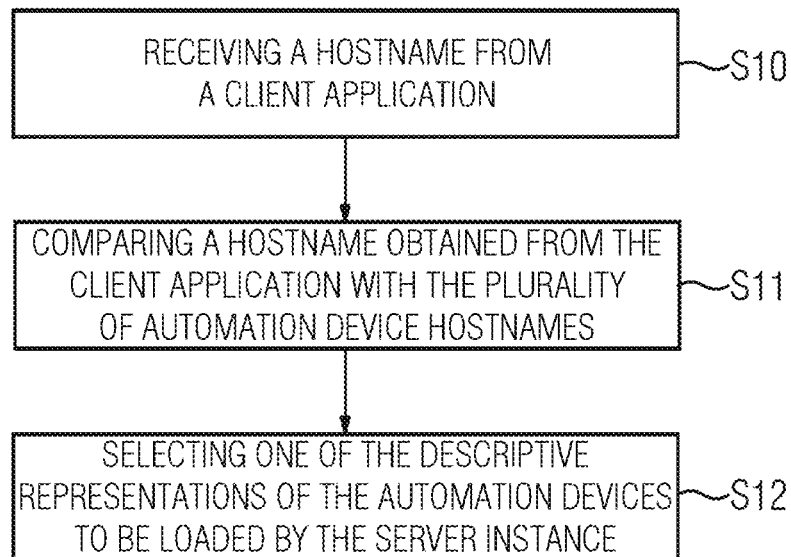 RECEIVING A HOSTNAME FROM
A CLIENT APPLICATION
S10
COMPARING A HOSTNAME OBTAINED FROM THE
CLIENT APPLICATION WITH THE PLURALITY
OF AUTOMATION DEVICE HOSTNAMES
S11
SELECTING ONE OF THE DESCRIPTIVE
REPRESENTATIONS OF THE AUTOMATION DEVICES
TO BE LOADED BY THE SERVER INSTANCE
S12